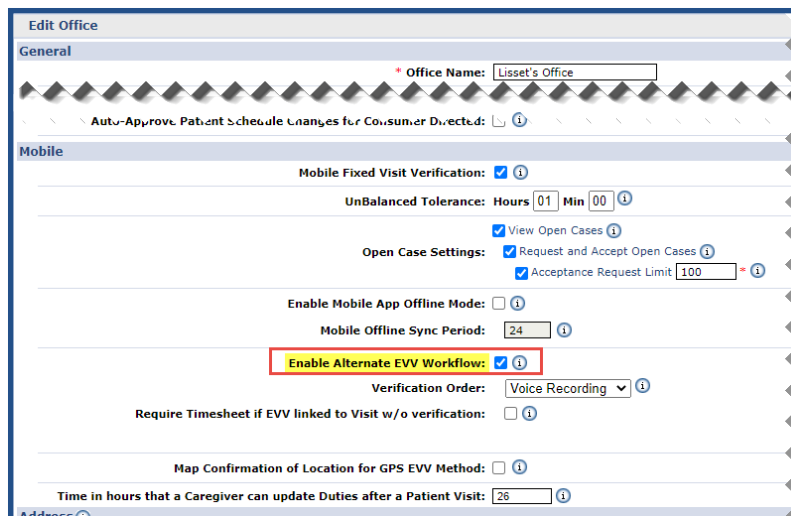 Edit Office
General
* Office Name: Lisset's Office
Auto-Approve Patient Schedule Changes for Consumer Directed:
Mobile
Mobile Fixed Visit Verification:
UnBalanced Tolerance: Hours 01 Min 00
View Open Cases
Open Case Settings: Request and Accept Open Cases
Acceptance Request Limit 100 *
Enable Mobile App Offline Mode:
Mobile Offline Sync Period: 24
Enable Alternate EVV Workflow:
Verification Order: Voice Recording
Require Timesheet if EVV linked to Visit w/o verification:
Map Confirmation of Location for GPS EVV Method:
Time in hours that a Caregiver can update Duties after a Patient Visit: 26
Address